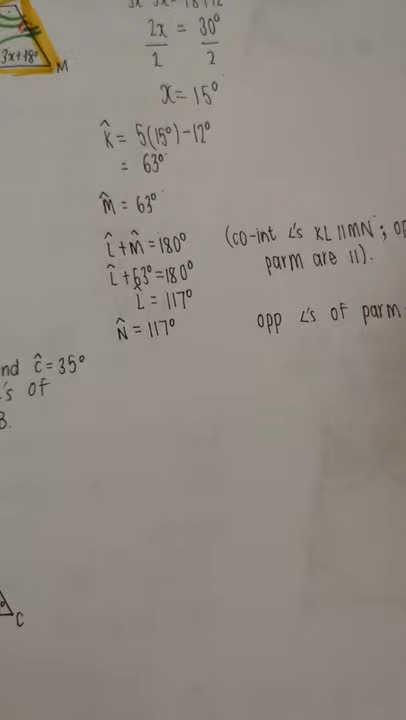 3x+18° M
2x = 30°
2 2
x = 15°
K̂ = 5(15°)-12°
= 63°
M̂ = 63°
L̂+M̂ =180° (co-int ∠'s KL || MN ; op
L̂+63°=180° parm are ||).
L̂ = 117°
N̂ = 117° opp ∠'s of parm
nd Ĉ = 35°
's of
B.
C